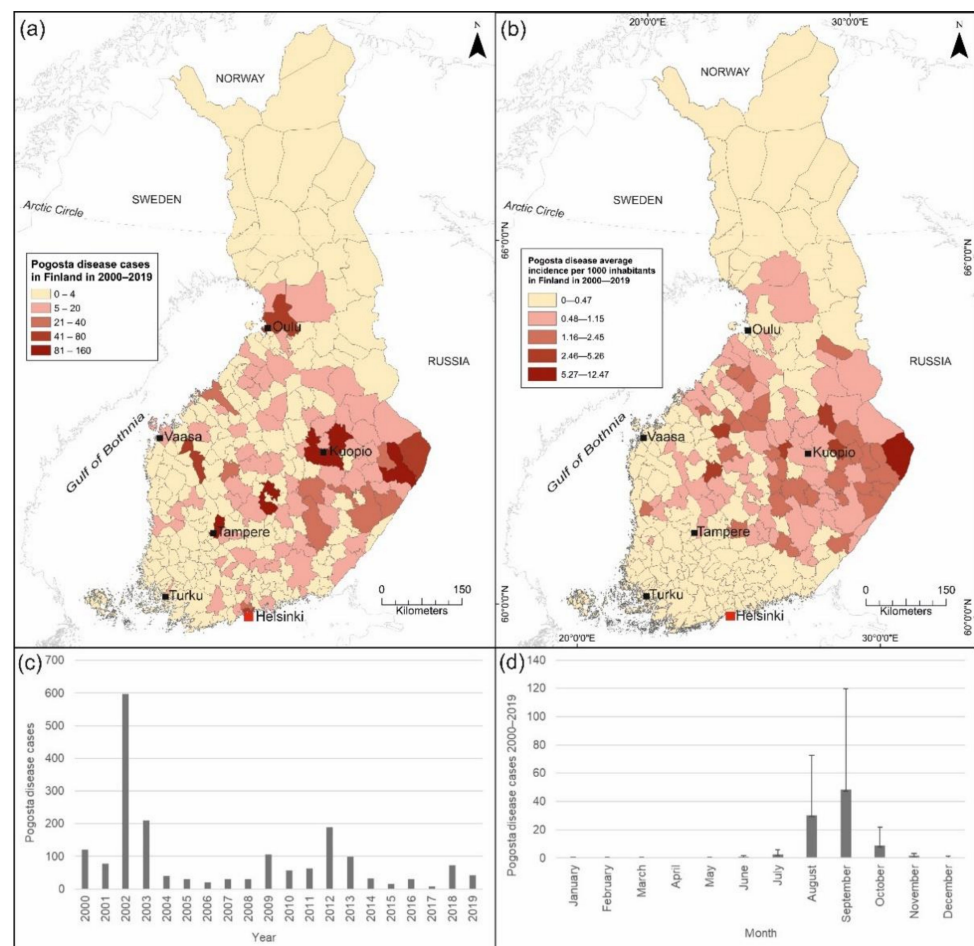 (a)
N
NORWAY
SWEDEN
Arctic Circle
66°0'0"N
Pogosta disease cases
in Finland in 2000–2019
0 – 4
5 – 20
21 – 40
41 – 80
81 – 160
Oulu
RUSSIA
Gulf of Bothnia
Vaasa
Kuopio
Tampere
Turku
Helsinki
0 150
Kilometers
60°0'0"N
(b)
20°0'0"E 30°0'0"E
N
NORWAY
SWEDEN
Arctic Circle
66°0'0"N
Pogosta disease average
incidence per 1000 inhabitants
in Finland in 2000—2019
0—0.47
0.48—1.15
1.16—2.45
2.46—5.26
5.27—12.47
Oulu
RUSSIA
Gulf of Bothnia
Vaasa
Kuopio
Tampere
Turku
Helsinki
0 150
Kilometers
60°0'0"N
20°0'0"E 30°0'0"E
(c)
Pogosta disease cases
700
600
500
400
300
200
100
0
2000 2001 2002 2003 2004 2005 2006 2007 2008 2009 2010 2011 2012 2013 2014 2015 2016 2017 2018 2019
Year
(d)
Pogosta disease cases 2000–2019
140
120
100
80
60
40
20
0
January February March April May June July August September October November December
Month